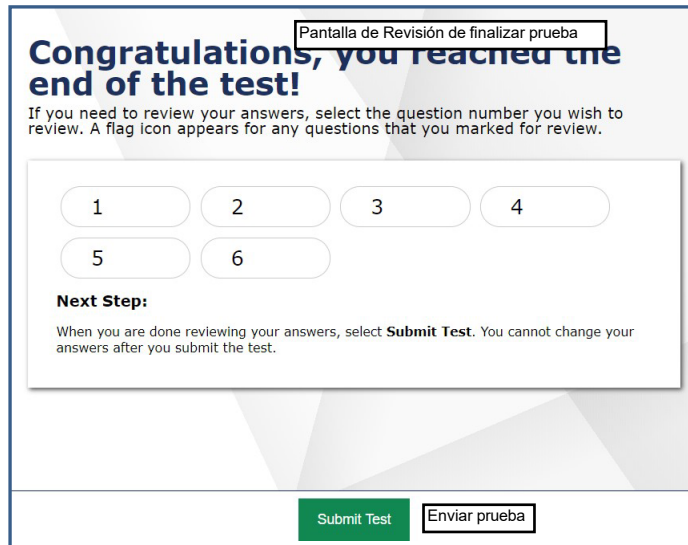 Pantalla de Revisión de finalizar prueba
Congratulations, you reached the
end of the test!
If you need to review your answers, select the question number you wish to
review. A flag icon appears for any questions that you marked for review.
1 2 3 4
5 6
Next Step:
When you are done reviewing your answers, select Submit Test. You cannot change your
answers after you submit the test.
Submit Test Enviar prueba